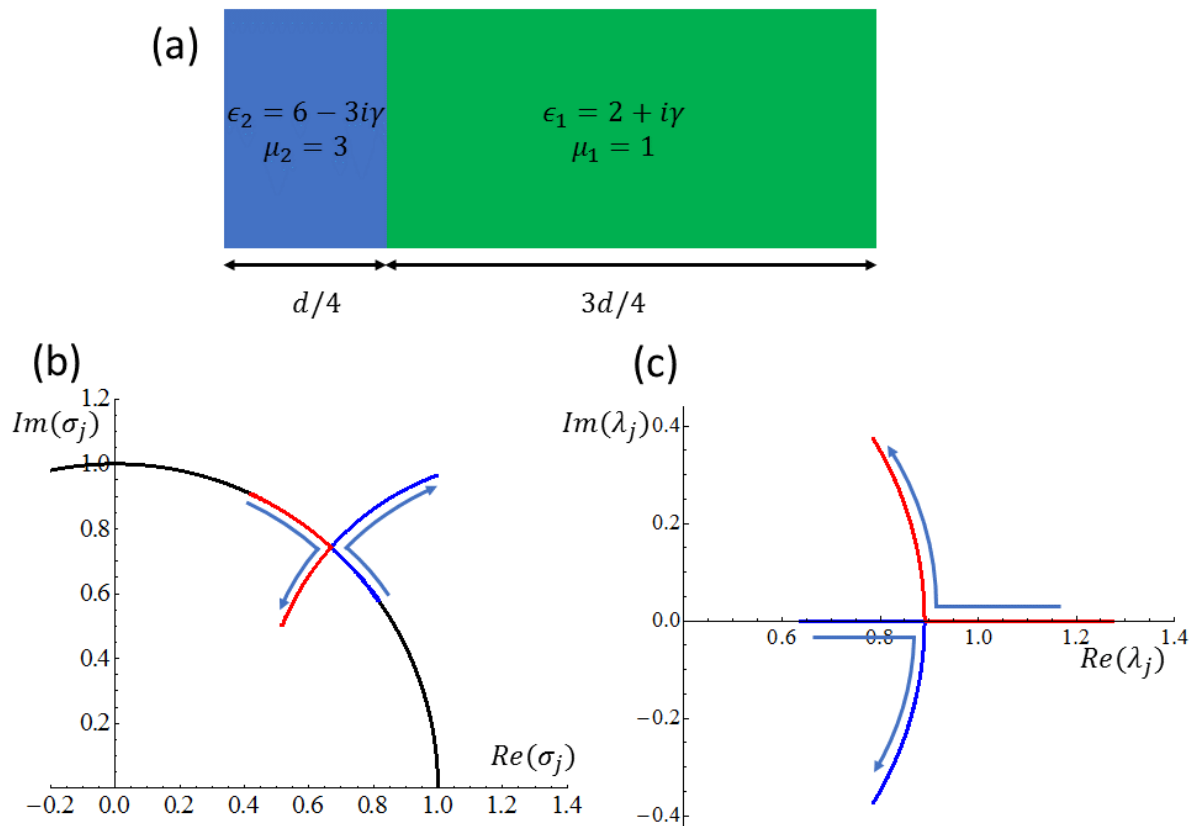 (a)
ϵ₂ = 6 − 3iγ
μ₂ = 3
ϵ₁ = 2 + iγ
μ₁ = 1
d/4
3d/4
(b)
Im(σⱼ)
1.2
1.0
0.8
0.6
0.4
0.2
−0.2 0.0 0.2 0.4 0.6 0.8 1.0 1.2 1.4
Re(σⱼ)
(c)
Im(λⱼ)
0.4
0.2
0.0
−0.2
−0.4
0.6 0.8 1.0 1.2 1.4
Re(λⱼ)